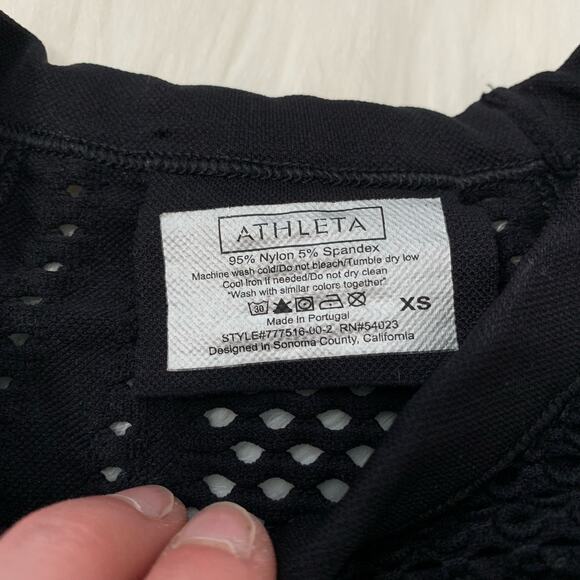 ATHLETA
95% Nylon 5% Spandex
Machine wash cold/Do not bleach/Tumble dry low
Cool Iron if needed/Do not dry clean
"Wash with similar colors together"
30
XS
Made in Portugal
STYLE#777516-00-2 RN#54023
Designed in Sonoma County, California